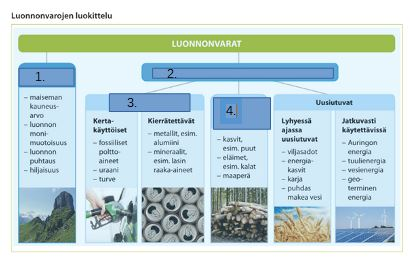 Luonnonvarojen luokittelu
LUONNONVARAT
1.
2.
– maiseman
kauneus-
arvo
– luonnon
moni-
muotoisuus
– luonnon
puhtaus
– hiljaisuus
3.
Kerta-
käyttöiset
– fossiiliset
poltto-
aineet
– uraani
– turve
Kierrätettävät
– metallit, esim.
alumiini
– mineraalit,
esim. lasin
raaka-aineet
4.
– kasvit,
esim. puut
– eläimet,
esim. kalat
– maaperä
Uusiutuvat
Lyhyessä
ajassa
uusiutuvat
– viljasadot
– energia-
kasvit
– karja
– puhdas
makea vesi
Jatkuvasti
käytettävissä
– Auringon
energia
– tuulienergia
– vesienergia
– geo-
terminen
energia